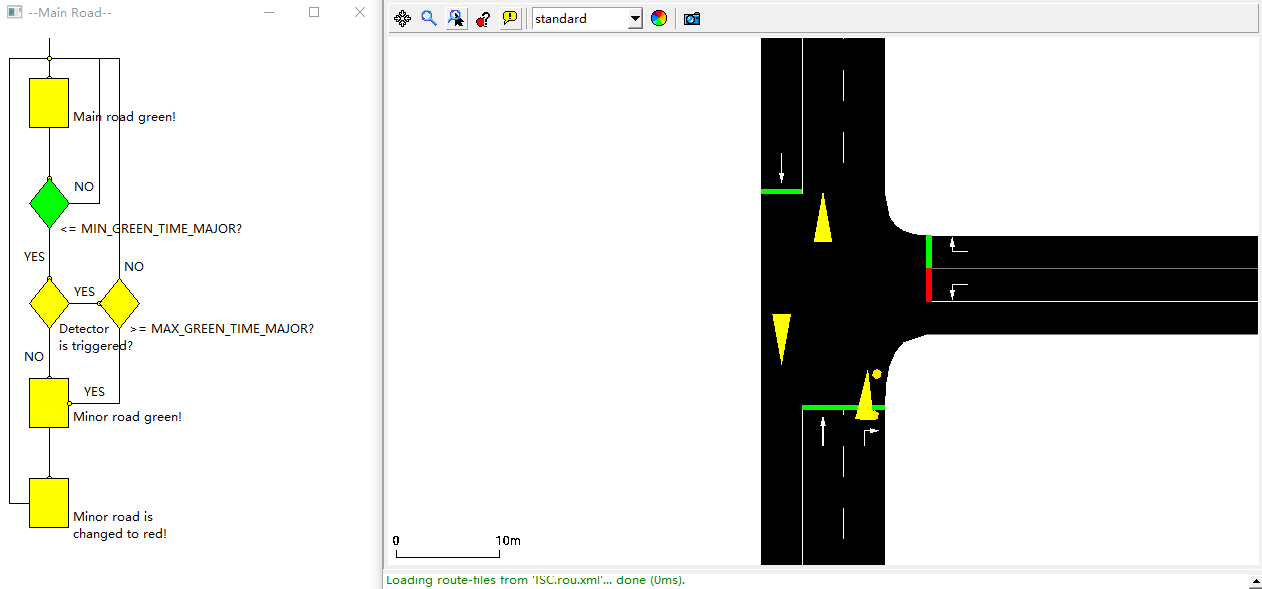 --Main Road--
standard
Main road green!
NO
<= MIN_GREEN_TIME_MAJOR?
YES
NO
YES
Detector
is triggered?
>= MAX_GREEN_TIME_MAJOR?
NO
YES
Minor road green!
Minor road is
changed to red!
0
10m
Loading route-files from 'ISC.rou.xml'... done (0ms).